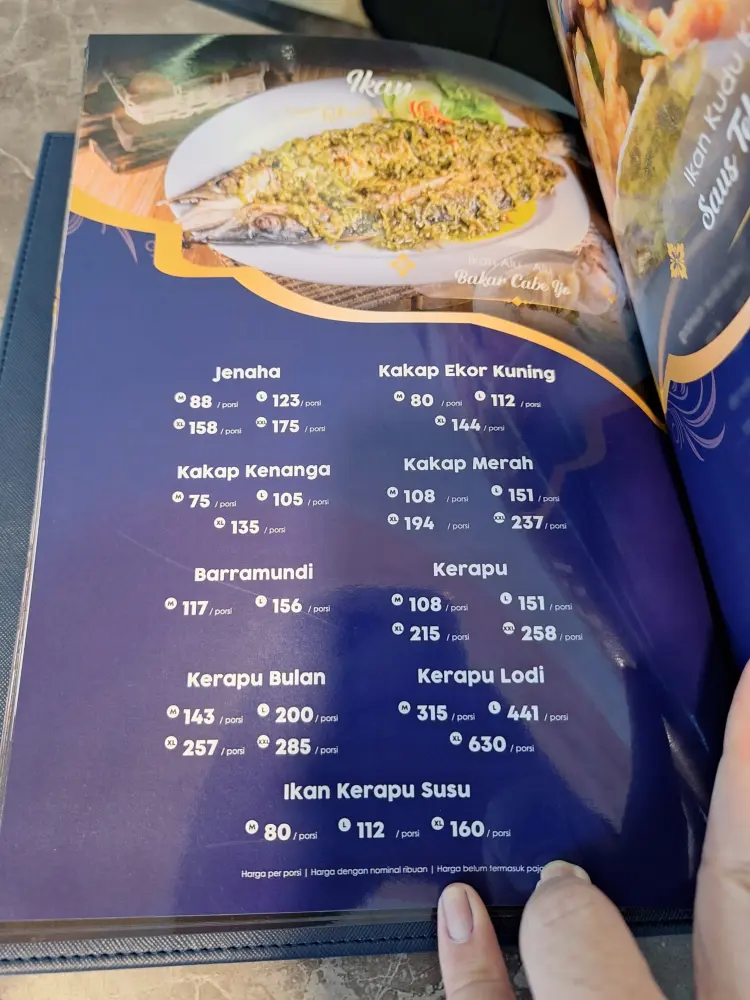 Ikan
Ikan Alu - Alu
Bakar Cabe Ijo
Ikan Kudu K
Saus T
Jenaha
M 88 / porsi L 123 / porsi
XL 158 / porsi XXL 175 / porsi
Kakap Ekor Kuning
M 80 / porsi L 112 / porsi
XL 144 / porsi
Kakap Kenanga
M 75 / porsi L 105 / porsi
XL 135 / porsi
Kakap Merah
M 108 / porsi L 151 / porsi
XL 194 / porsi XXL 237 / porsi
Barramundi
M 117 / porsi L 156 / porsi
Kerapu
M 108 / porsi L 151 / porsi
XL 215 / porsi XXL 258 / porsi
Kerapu Bulan
M 143 / porsi L 200 / porsi
XL 257 / porsi XXL 285 / porsi
Kerapu Lodi
M 315 / porsi L 441 / porsi
XL 630 / porsi
Ikan Kerapu Susu
M 80 / porsi L 112 / porsi XL 160 / porsi
Harga per porsi | Harga dengan nominal ribuan | Harga belum termasuk paja